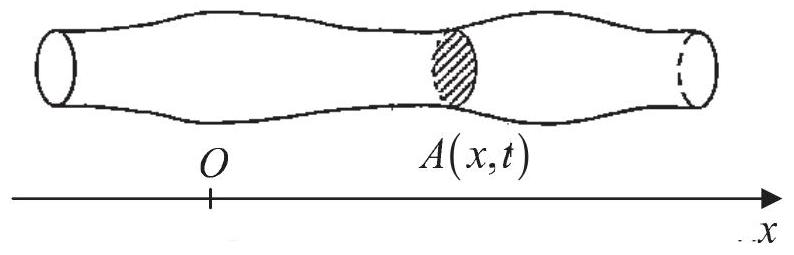 O A(x,t)
x